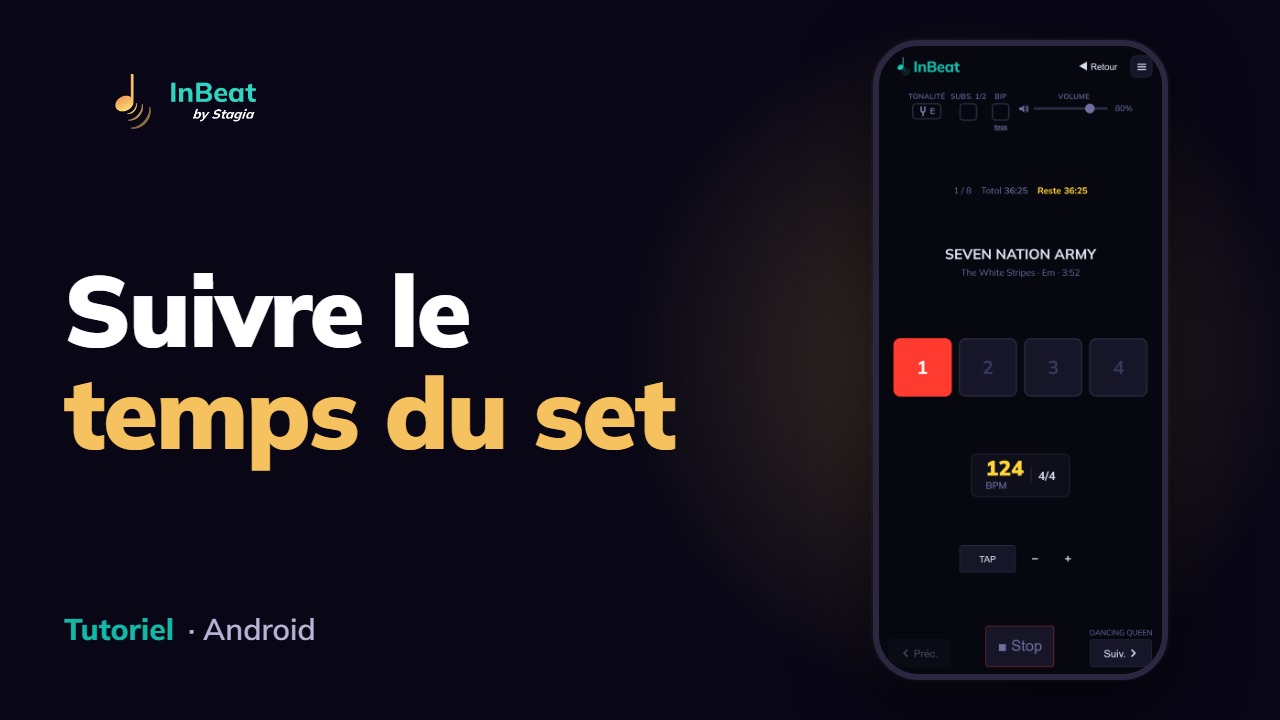 InBeat
by Stagia
Suivre le
temps du set
Tutoriel · Android
InBeat
Retour
TONALITÉ SUBS. 1/2 BIP VOLUME
E 80%
tous
1 / 8 Total 36:25 Reste 36:25
SEVEN NATION ARMY
The White Stripes · Em · 3:52
1 2 3 4
124
BPM
4/4
TAP − +
DANCING QUEEN
Préc. Stop Suiv.